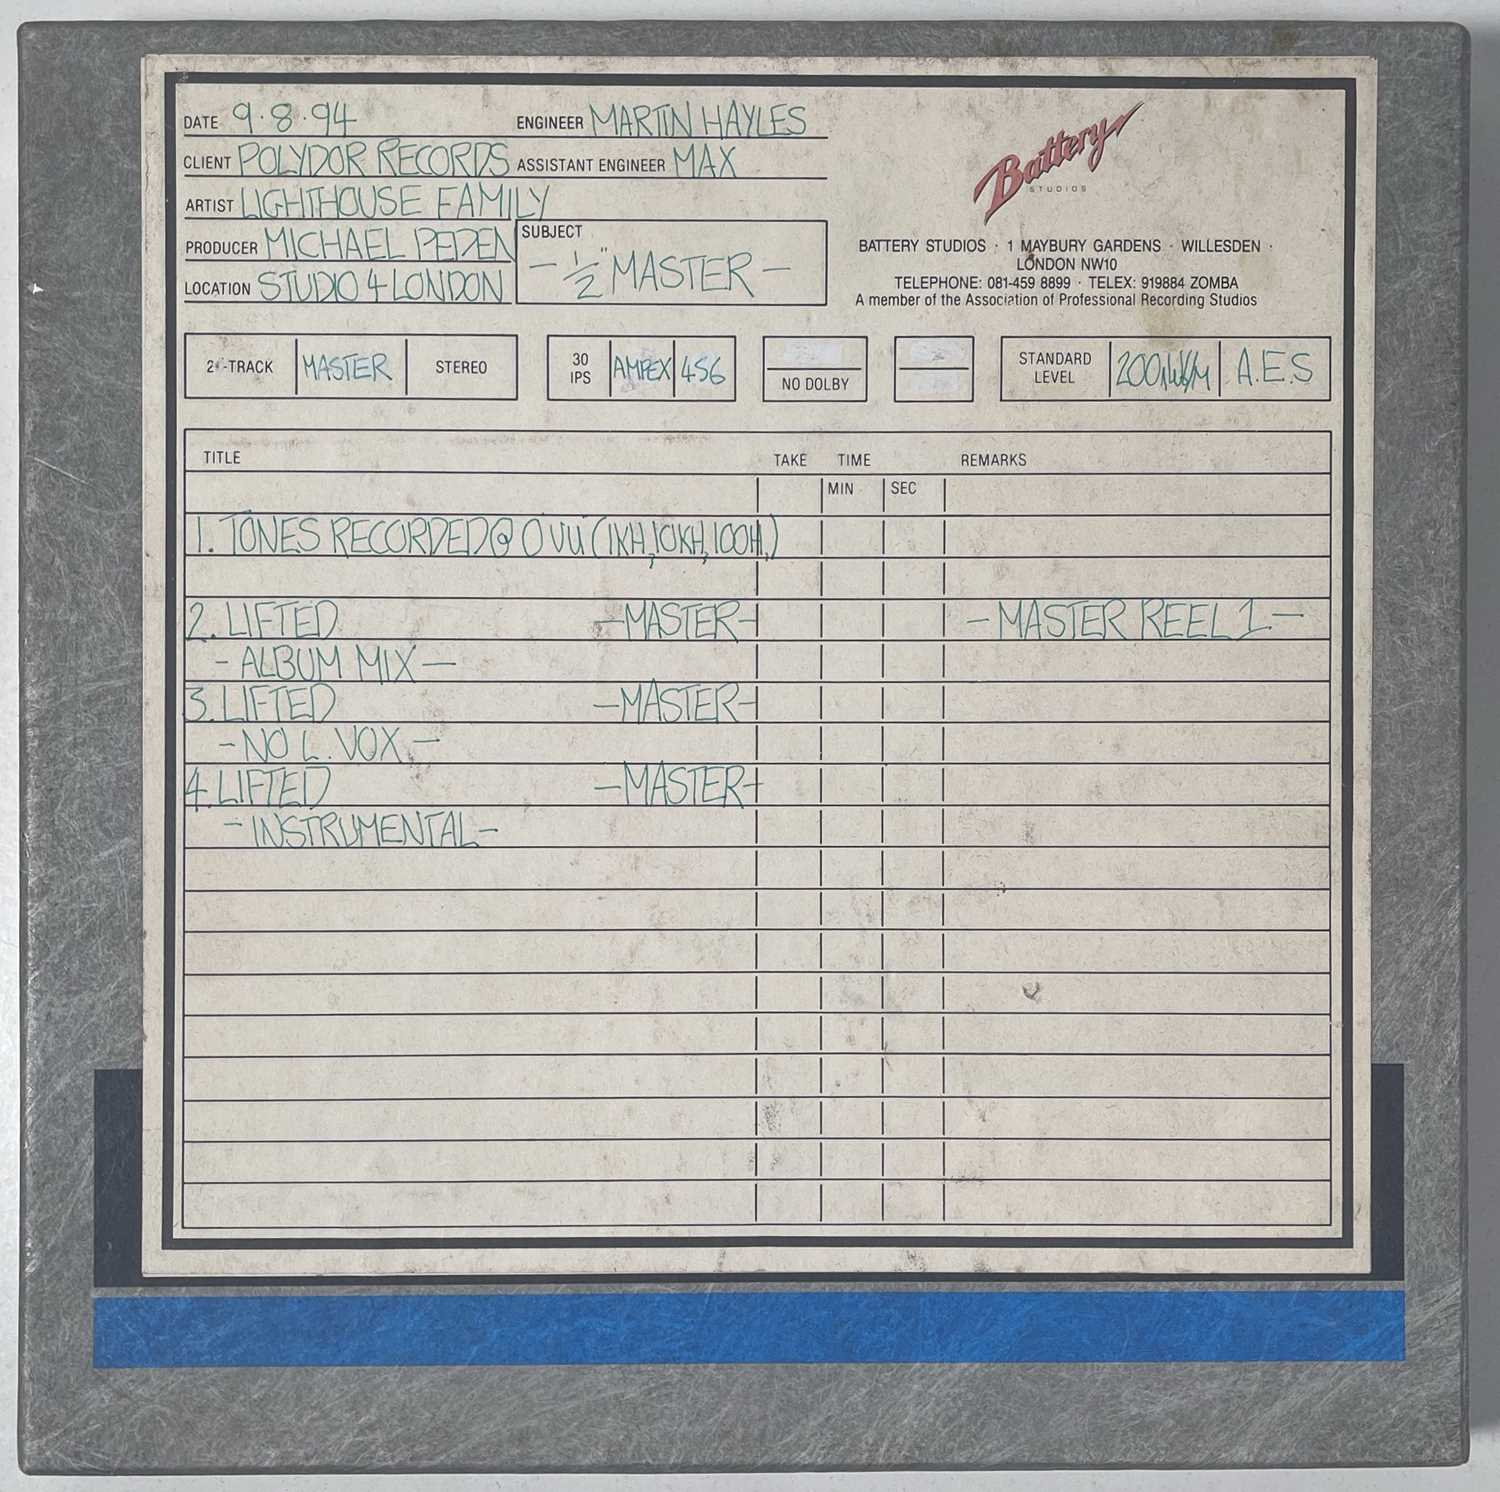 DATE 9.8.94 ENGINEER MARTIN HAYLES
CLIENT POLYDOR RECORDS ASSISTANT ENGINEER MAX
ARTIST LIGHTHOUSE FAMILY
PRODUCER MICHAEL PEDEN
LOCATION STUDIO 4 LONDON
SUBJECT
- 1/2" MASTER -
Battery
STUDIOS
BATTERY STUDIOS · 1 MAYBURY GARDENS · WILLESDEN ·
LONDON NW10
TELEPHONE: 081-459 8899 · TELEX: 919884 ZOMBA
A member of the Association of Professional Recording Studios
2-TRACK MASTER STEREO
30 IPS AMPEX 456
NO DOLBY
STANDARD LEVEL 200nWb/M A.E.S
TITLE TAKE TIME REMARKS
MIN SEC
1. TONES RECORDED @ 0 VU (1KH, 10KH, 100H,)
2. LIFTED -MASTER- - MASTER REEL 1. -
- ALBUM MIX -
3. LIFTED -MASTER-
- NO L. VOX -
4. LIFTED -MASTER-
- INSTRUMENTAL -